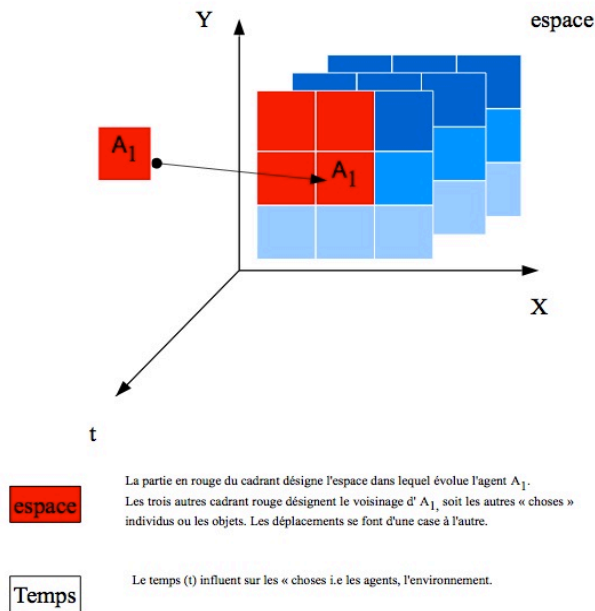 Y
espace
A1
A1
X
t
espace
La partie en rouge du cadrant désigne l'espace dans lequel évolue l'agent A1.
Les trois autres cadrant rouge désignent le voisinage d' A1, soit les autres « choses »
individus ou les objets. Les déplacements se font d'une case à l'autre.
Temps
Le temps (t) influent sur les « choses i.e les agents, l'environnement.